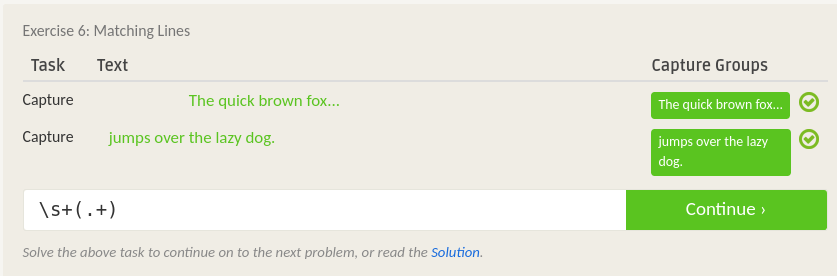 Exercise 6: Matching Lines
Task Text Capture Groups
Capture The quick brown fox... The quick brown fox...
Capture jumps over the lazy dog. jumps over the lazy
dog.
\s+(.+) Continue ›
Solve the above task to continue on to the next problem, or read the Solution.